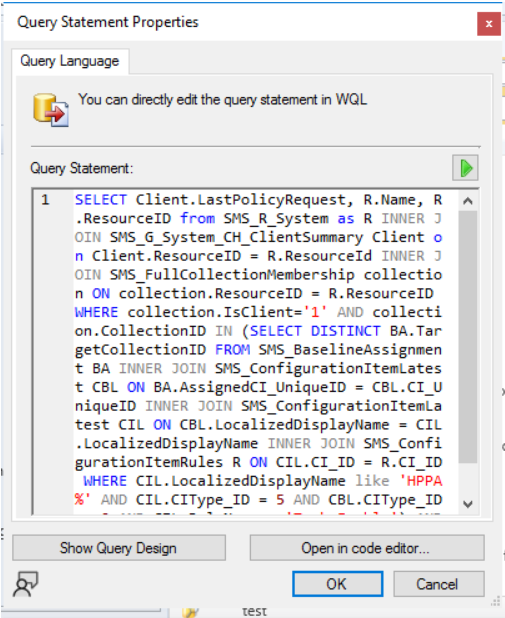 Query Statement Properties
x
Query Language
You can directly edit the query statement in WQL
Query Statement:
1 SELECT Client.LastPolicyRequest, R.Name, R
.ResourceID from SMS_R_System as R INNER J
OIN SMS_G_System_CH_ClientSummary Client o
n Client.ResourceID = R.ResourceId INNER J
OIN SMS_FullCollectionMembership collectio
n ON collection.ResourceID = R.ResourceID
WHERE collection.IsClient='1' AND collecti
on.CollectionID IN (SELECT DISTINCT BA.Tar
getCollectionID FROM SMS_BaselineAssignmen
t BA INNER JOIN SMS_ConfigurationItemLates
t CBL ON BA.AssignedCI_UniqueID = CBL.CI_U
niqueID INNER JOIN SMS_ConfigurationItemLa
test CIL ON CBL.LocalizedDisplayName = CIL
.LocalizedDisplayName INNER JOIN SMS_Confi
gurationItemRules R ON CIL.CI_ID = R.CI_ID
WHERE CIL.LocalizedDisplayName like 'HPPA
%' AND CIL.CIType_ID = 5 AND CBL.CIType_ID
Show Query Design
Open in code editor...
OK
Cancel
test